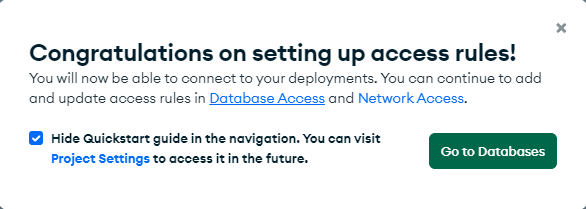 Congratulations on setting up access rules!
You will now be able to connect to your deployments. You can continue to add
and update access rules in Database Access and Network Access.
Hide Quickstart guide in the navigation. You can visit
Project Settings to access it in the future.
Go to Databases